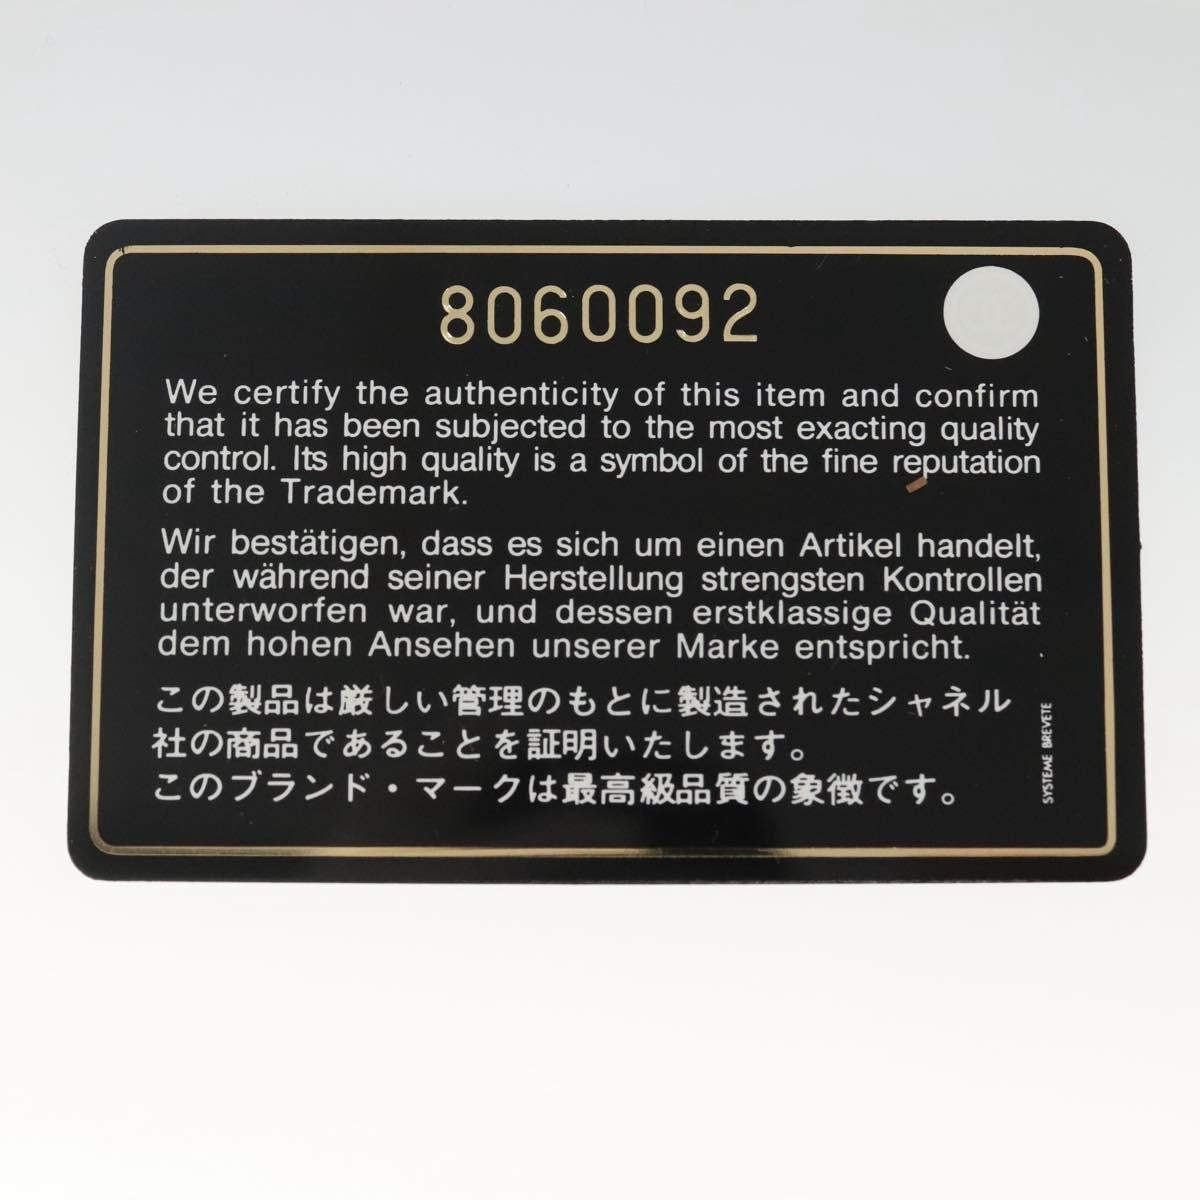 8060092
We certify the authenticity of this item and confirm
that it has been subjected to the most exacting quality
control. Its high quality is a symbol of the fine reputation
of the Trademark.
Wir bestätigen, dass es sich um einen Artikel handelt,
der während seiner Herstellung strengsten Kontrollen
unterworfen war, und dessen erstklassige Qualität
dem hohen Ansehen unserer Marke entspricht.
この製品は厳しい管理のもとに製造されたシャネル
社の商品であることを証明いたします。
このブランド・マークは最高級品質の象徴です。
SYSTEME BREVETE